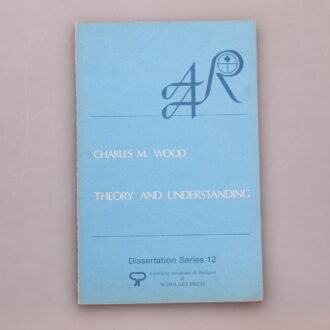 AAR
CHARLES M. WOOD
THEORY AND UNDERSTANDING
Dissertation Series 12
American Academy of Religion
&
SCHOLARS PRESS